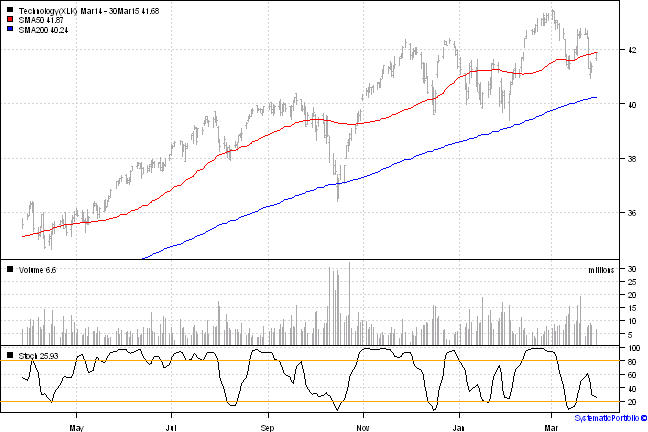 Technology(XLK) Mar14 - 30Mar15 41.68
SMA50 41.87
SMA200 40.24
42
40
38
36
Volume 6.6
millions
30
25
20
15
10
5
Stoch 25.93
100
80
60
40
20
May
Jul
Sep
Nov
Jan
Mar
SystematicPortfolio ©